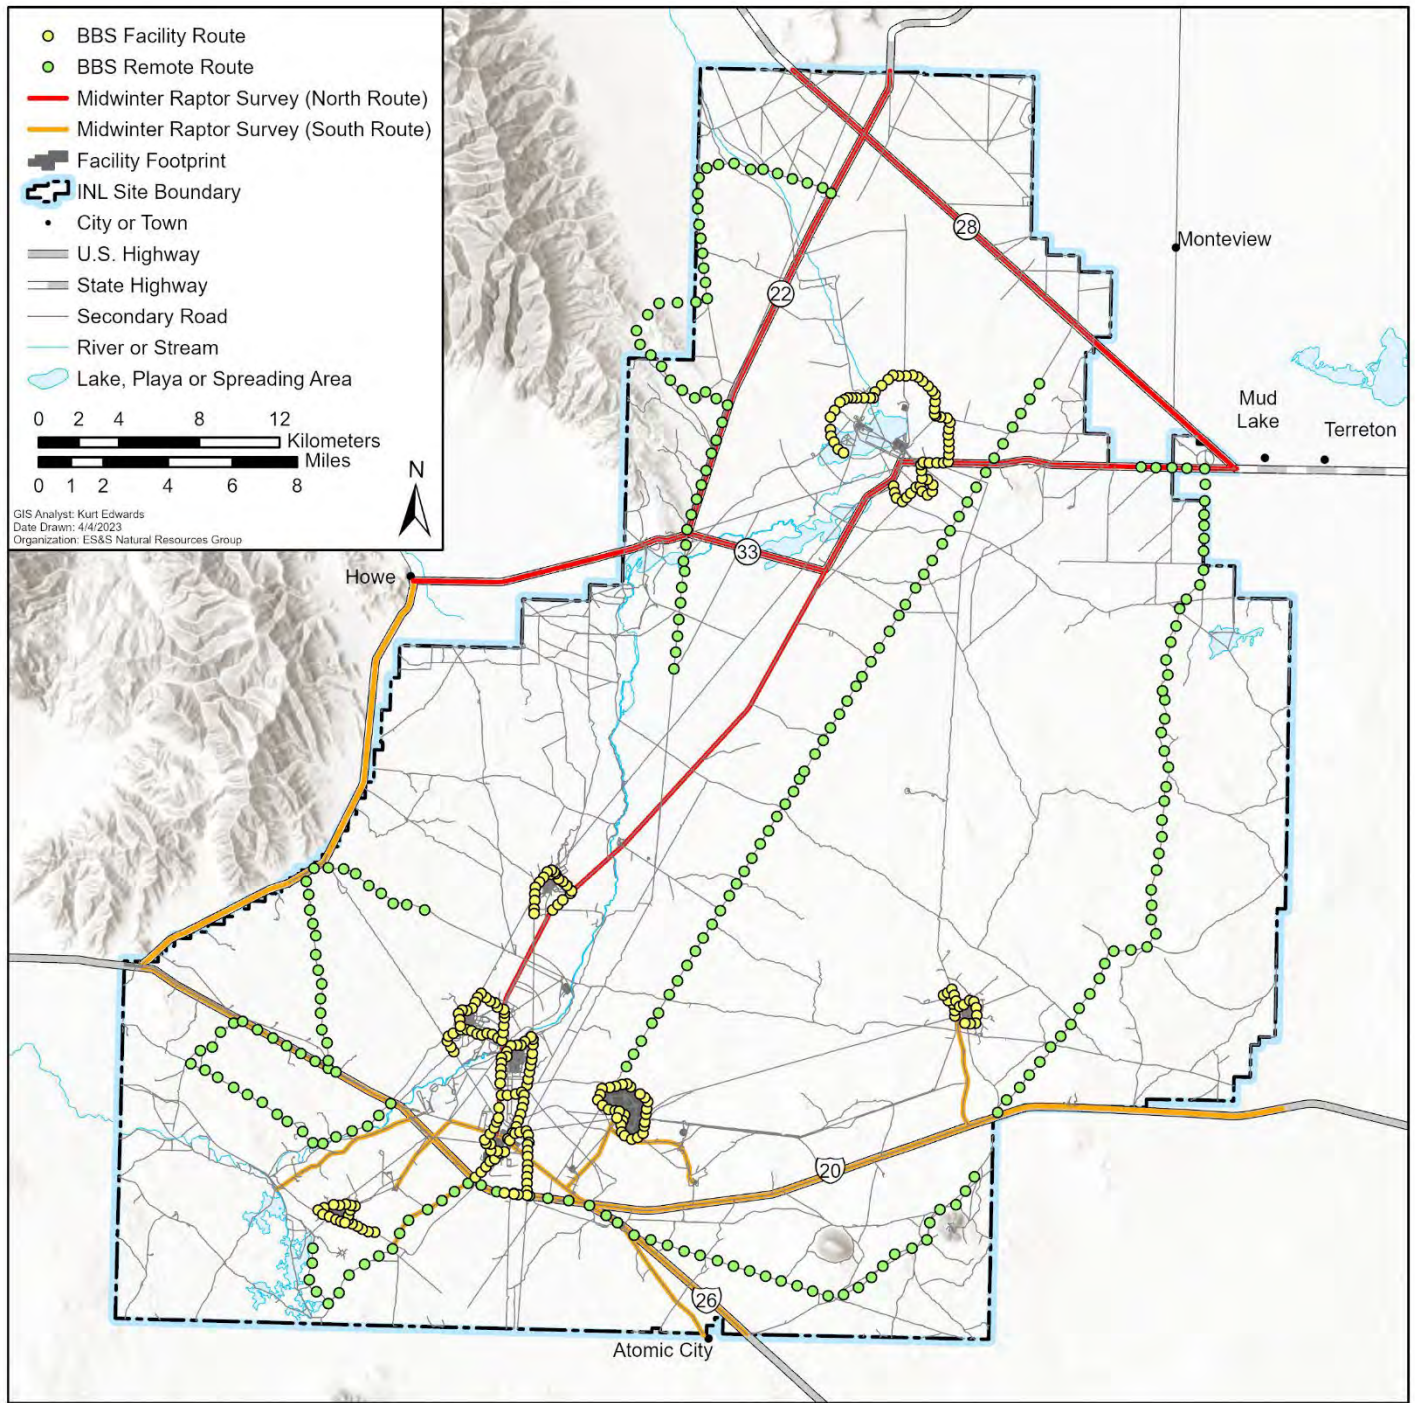 BBS Facility Route
BBS Remote Route
Midwinter Raptor Survey (North Route)
Midwinter Raptor Survey (South Route)
Facility Footprint
INL Site Boundary
City or Town
U.S. Highway
State Highway
Secondary Road
River or Stream
Lake, Playa or Spreading Area
0 2 4 8 12
Kilometers
Miles
0 1 2 4 6 8
N
GIS Analyst: Kurt Edwards
Date Drawn: 4/4/2023
Organization: ES&S Natural Resources Group
28
Monteview
22
Mud
Lake
Terreton
33
Howe
20
26
Atomic City